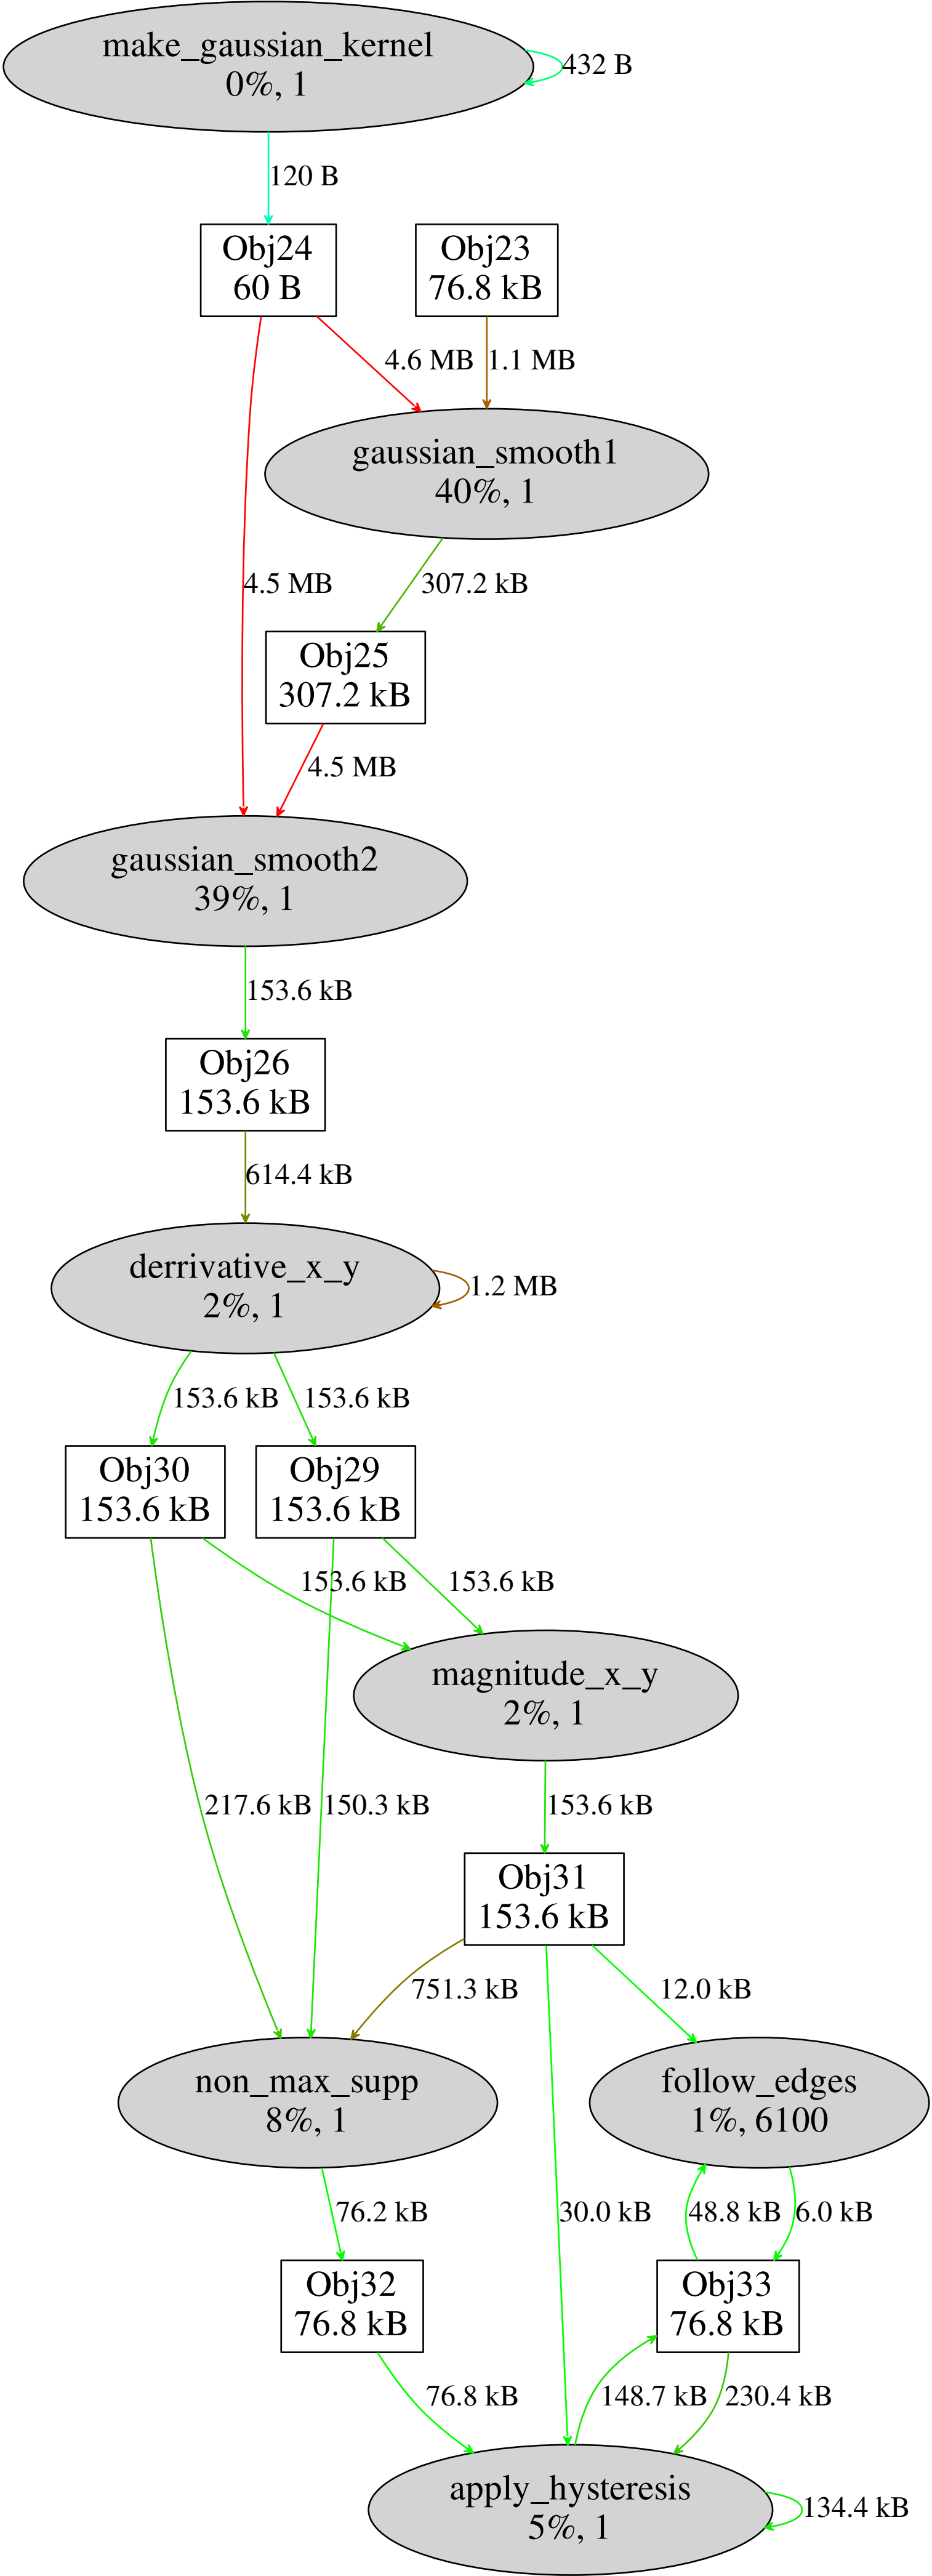 make_gaussian_kernel
0%, 1
432 B
120 B
Obj24
60 B
Obj23
76.8 kB
4.6 MB
1.1 MB
gaussian_smooth1
40%, 1
4.5 MB
307.2 kB
Obj25
307.2 kB
4.5 MB
gaussian_smooth2
39%, 1
153.6 kB
Obj26
153.6 kB
614.4 kB
derrivative_x_y
2%, 1
1.2 MB
153.6 kB
153.6 kB
Obj30
153.6 kB
Obj29
153.6 kB
153.6 kB
153.6 kB
magnitude_x_y
2%, 1
217.6 kB
150.3 kB
153.6 kB
Obj31
153.6 kB
751.3 kB
12.0 kB
non_max_supp
8%, 1
follow_edges
1%, 6100
76.2 kB
30.0 kB
48.8 kB
6.0 kB
Obj32
76.8 kB
Obj33
76.8 kB
76.8 kB
148.7 kB
230.4 kB
apply_hysteresis
5%, 1
134.4 kB